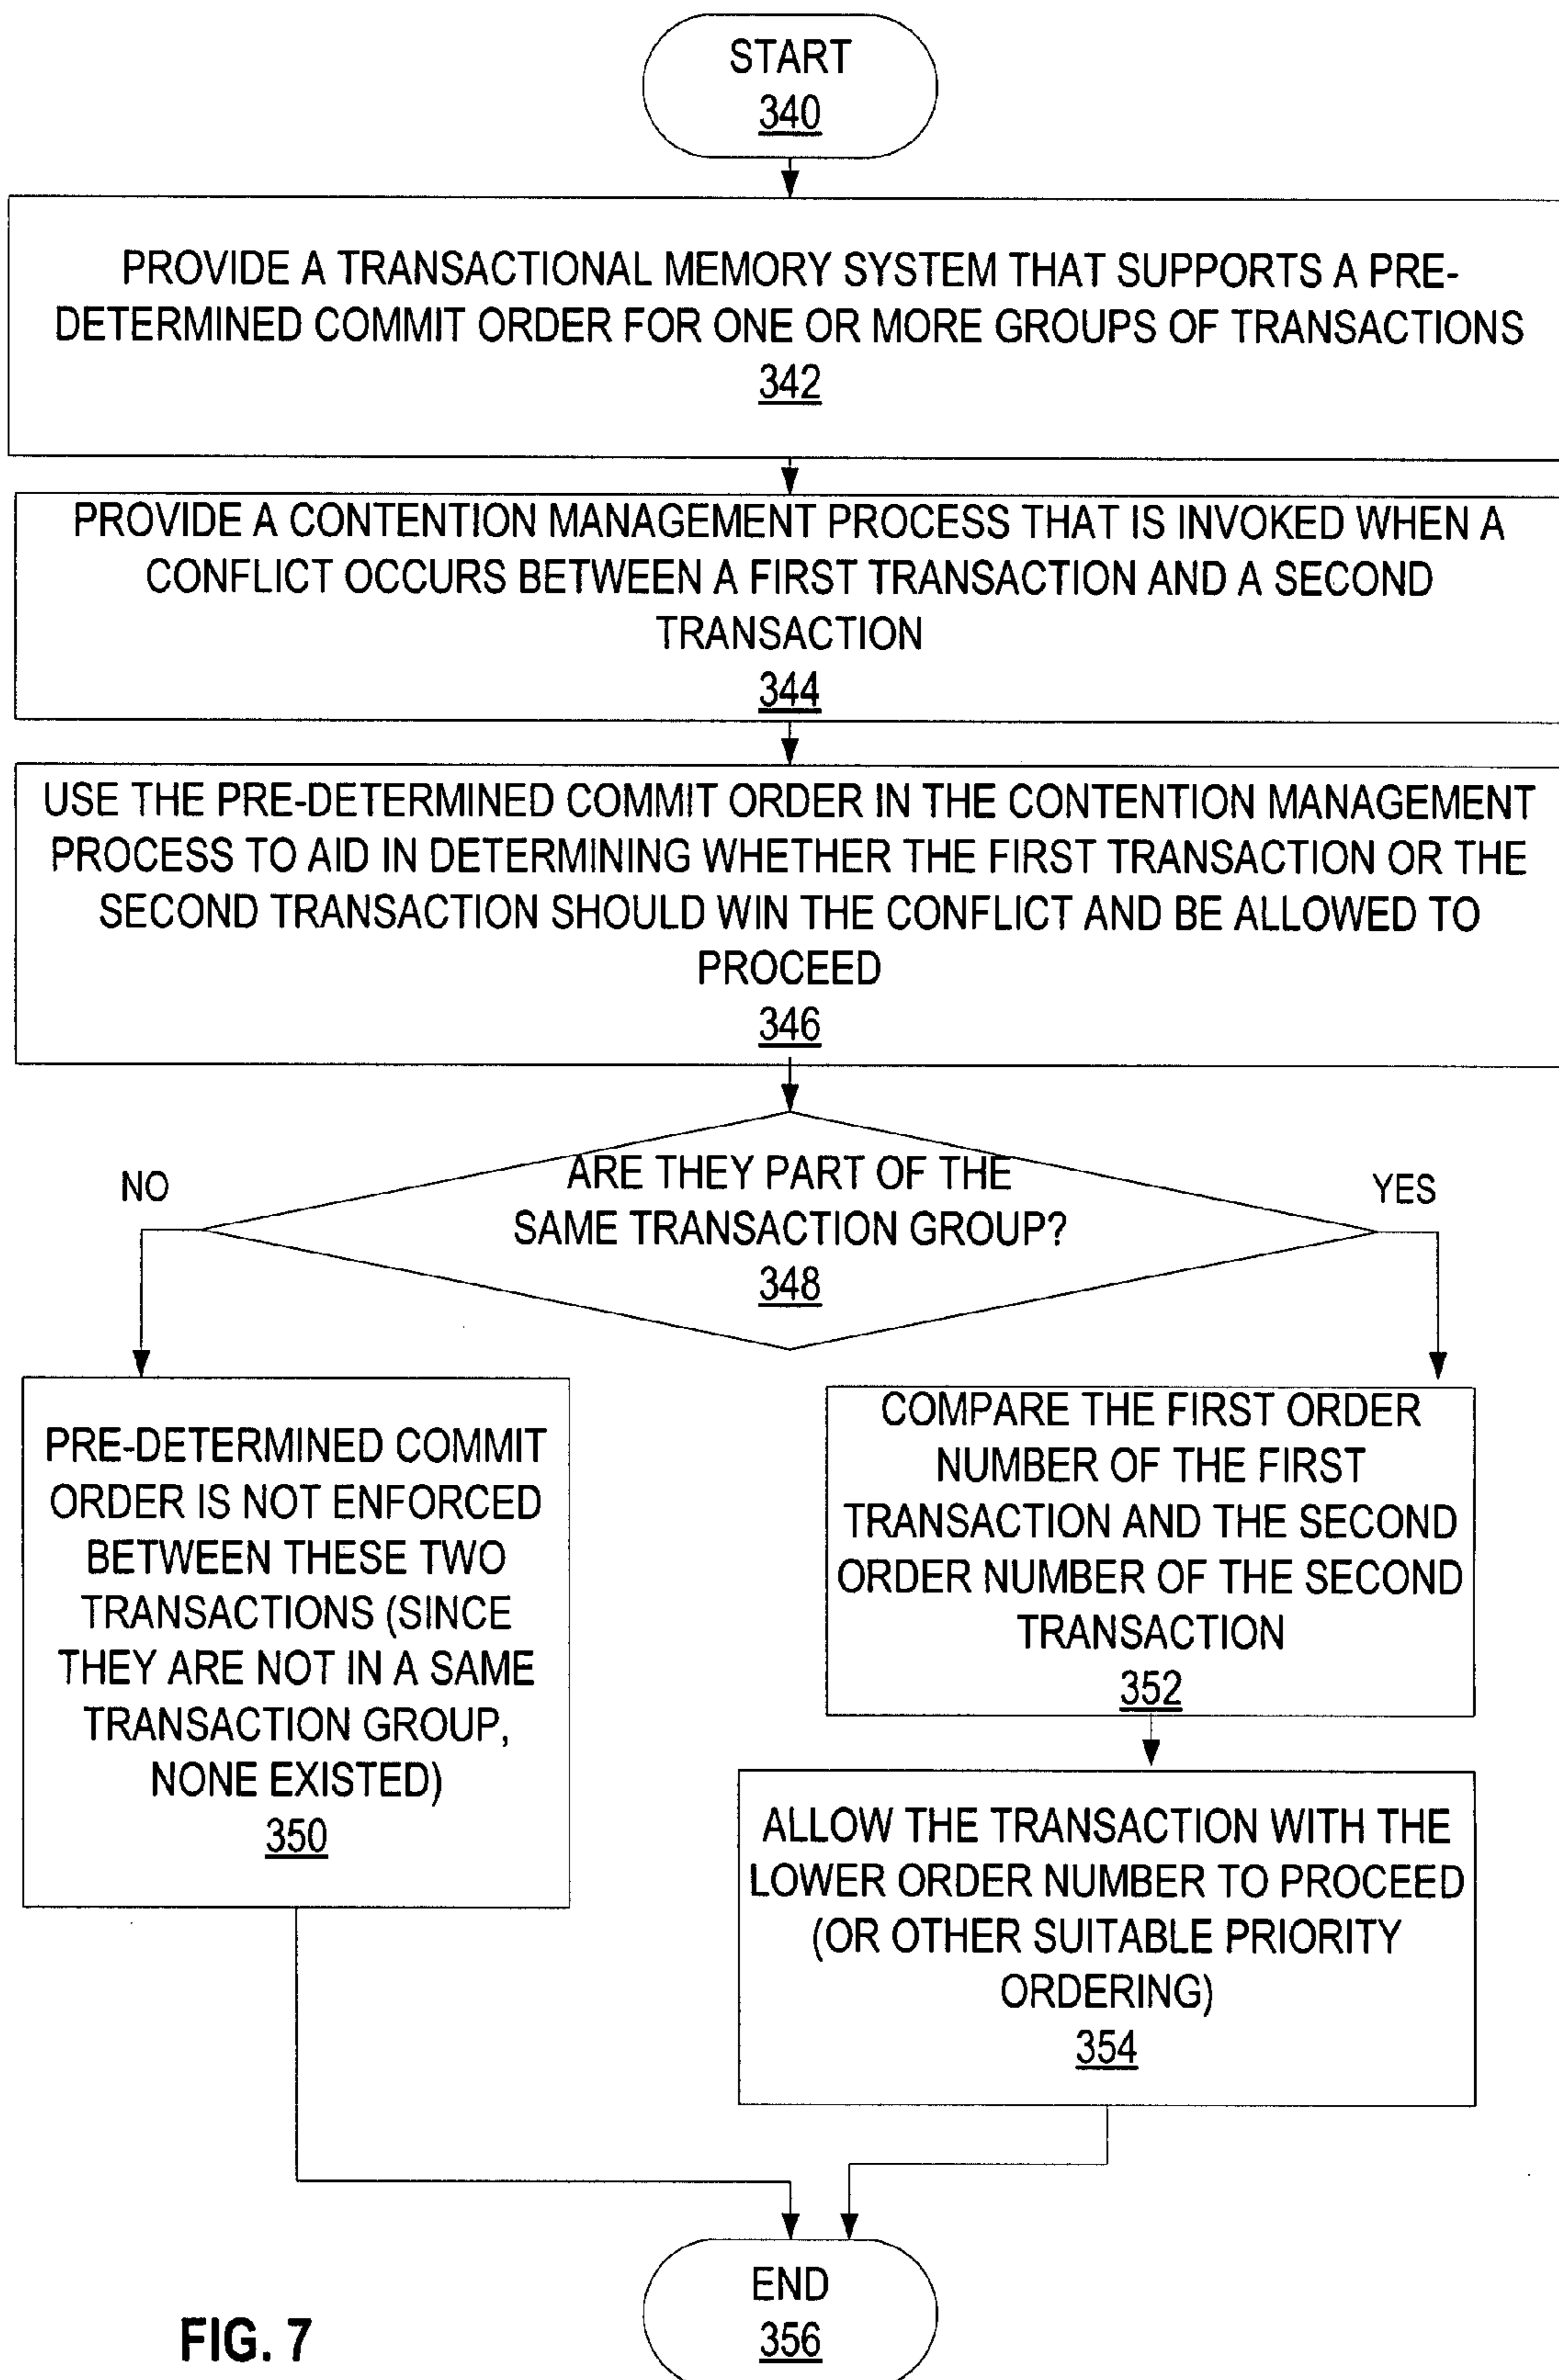 START
340
PROVIDE A TRANSACTIONAL MEMORY SYSTEM THAT SUPPORTS A PRE-
DETERMINED COMMIT ORDER FOR ONE OR MORE GROUPS OF TRANSACTIONS
342
PROVIDE A CONTENTION MANAGEMENT PROCESS THAT IS INVOKED WHEN A
CONFLICT OCCURS BETWEEN A FIRST TRANSACTION AND A SECOND
TRANSACTION
344
USE THE PRE-DETERMINED COMMIT ORDER IN THE CONTENTION MANAGEMENT
PROCESS TO AID IN DETERMINING WHETHER THE FIRST TRANSACTION OR THE
SECOND TRANSACTION SHOULD WIN THE CONFLICT AND BE ALLOWED TO
PROCEED
346
ARE THEY PART OF THE
SAME TRANSACTION GROUP?
348
NO
YES
PRE-DETERMINED COMMIT
ORDER IS NOT ENFORCED
BETWEEN THESE TWO
TRANSACTIONS (SINCE
THEY ARE NOT IN A SAME
TRANSACTION GROUP,
NONE EXISTED)
350
COMPARE THE FIRST ORDER
NUMBER OF THE FIRST
TRANSACTION AND THE SECOND
ORDER NUMBER OF THE SECOND
TRANSACTION
352
ALLOW THE TRANSACTION WITH THE
LOWER ORDER NUMBER TO PROCEED
(OR OTHER SUITABLE PRIORITY
ORDERING)
354
END
356
FIG. 7